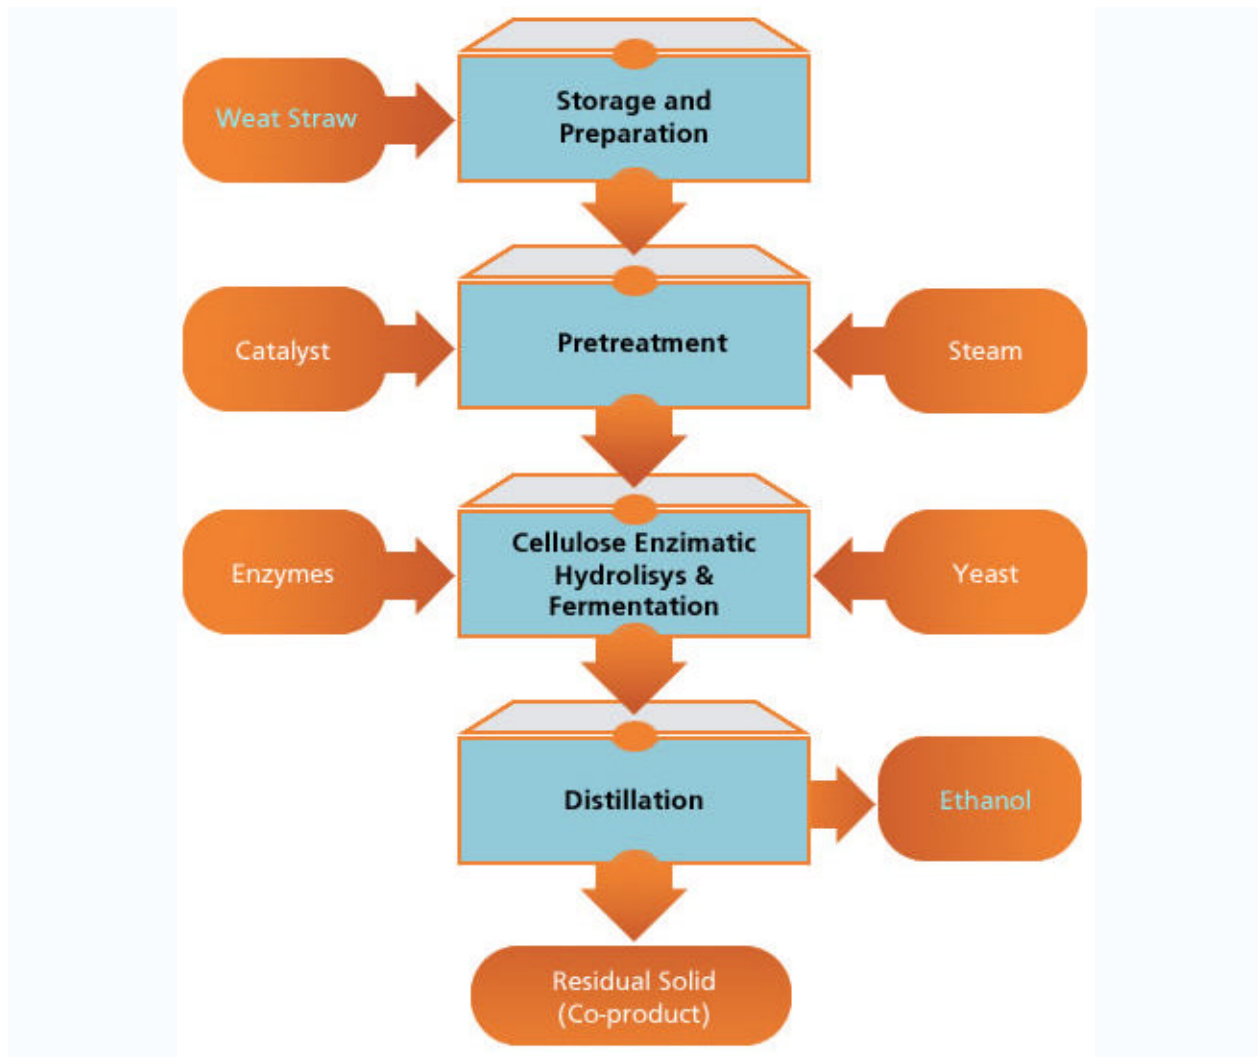 Weat Straw
Storage and
Preparation
Catalyst
Pretreatment
Steam
Enzymes
Cellulose Enzimatic
Hydrolisys &
Fermentation
Yeast
Distillation
Ethanol
Residual Solid
(Co-product)